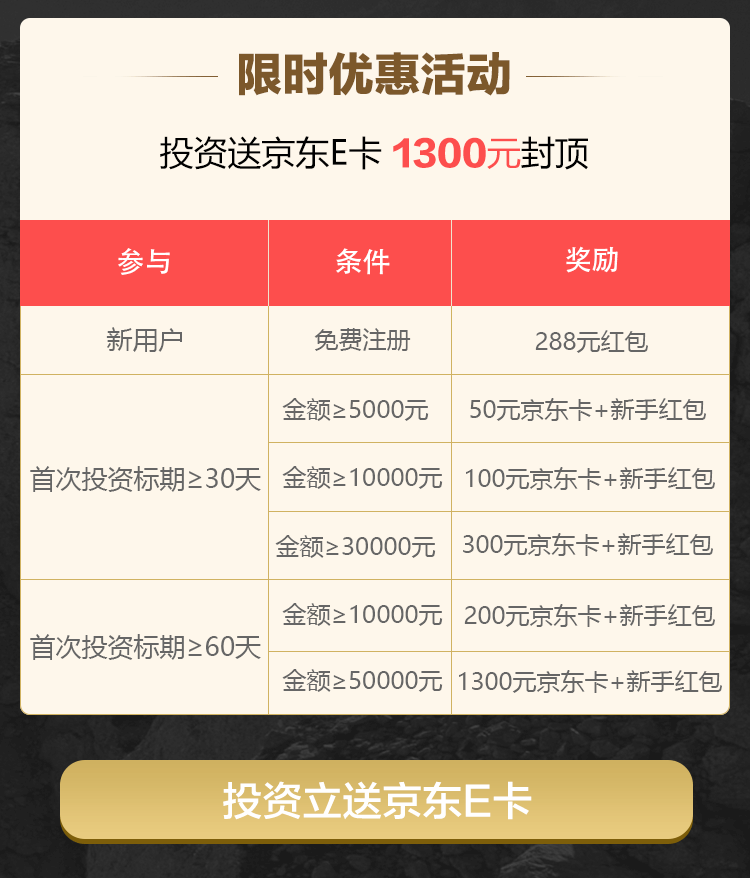 限时优惠活动
投资送京东E卡 1300元封顶
参与 条件 奖励
新用户 免费注册 288元红包
首次投资标期≥30天
金额≥5000元 50元京东卡+新手红包
金额≥10000元 100元京东卡+新手红包
金额≥30000元 300元京东卡+新手红包
首次投资标期≥60天
金额≥10000元 200元京东卡+新手红包
金额≥50000元 1300元京东卡+新手红包
投资立送京东E卡